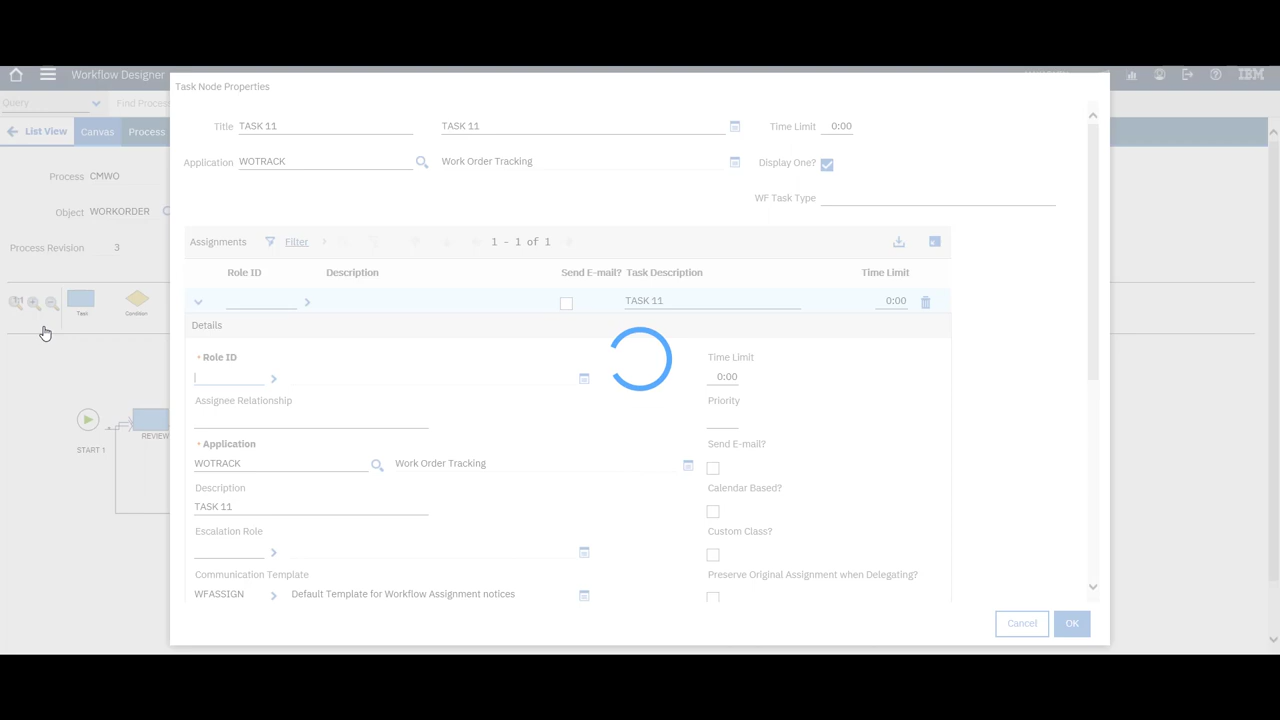 Workflow Designer
IBM
Query
Find Process
List View
Canvas
Process
Process CMWO
Object WORKORDER
Process Revision 3
Task
Condition
START 1
REVIEW
Task Node Properties
Title TASK 11 TASK 11 Time Limit 0:00
Application WOTRACK Work Order Tracking Display One?
WF Task Type
Assignments Filter 1 - 1 of 1
Role ID Description Send E-mail? Task Description Time Limit
TASK 11 0:00
Details
* Role ID Time Limit
0:00
Assignee Relationship Priority
* Application Send E-mail?
WOTRACK Work Order Tracking
Description Calendar Based?
TASK 11
Escalation Role Custom Class?
Communication Template Preserve Original Assignment when Delegating?
WFASSIGN Default Template for Workflow Assignment notices
Cancel OK